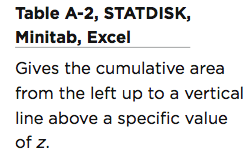 Table A-2, STATDISK,
Minitab, Excel
Gives the cumulative area
from the left up to a vertical
line above a specific value
of z.